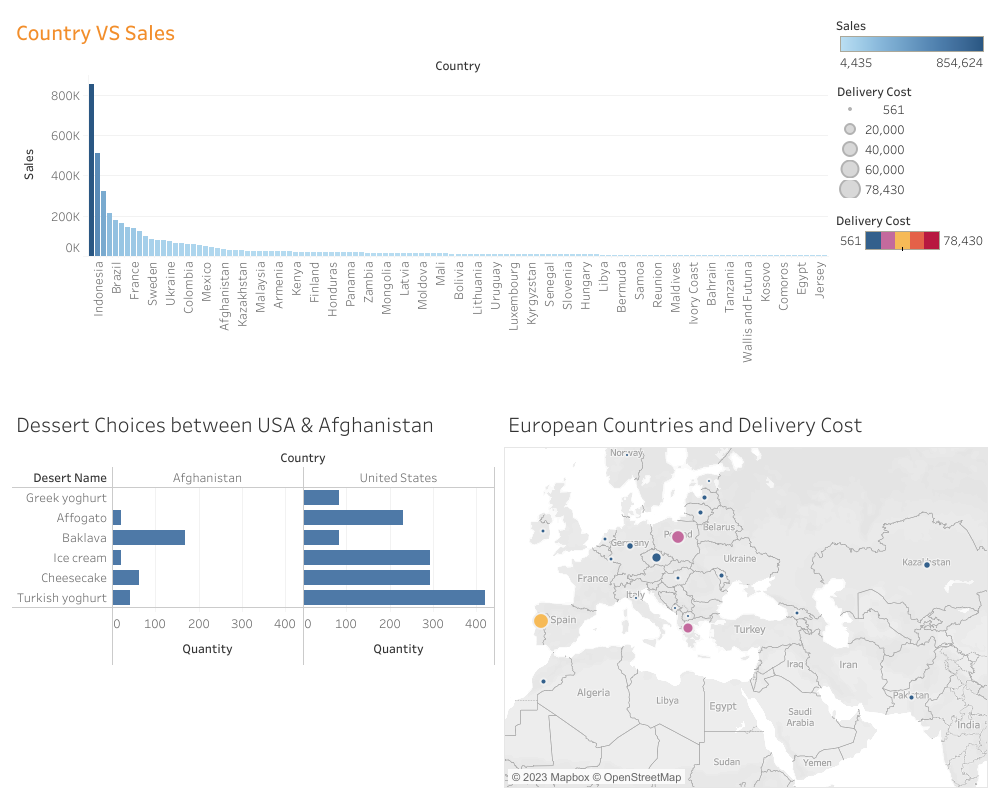 Country VS Sales
Country
Sales
800K
600K
400K
200K
0K
Indonesia
Brazil
France
Sweden
Ukraine
Colombia
Mexico
Afghanistan
Kazakhstan
Malaysia
Armenia
Kenya
Finland
Honduras
Panama
Zambia
Mongolia
Latvia
Moldova
Mali
Bolivia
Lithuania
Uruguay
Luxembourg
Kyrgyzstan
Senegal
Slovenia
Hungary
Libya
Bermuda
Samoa
Reunion
Maldives
Ivory Coast
Bahrain
Tanzania
Wallis and Futuna
Kosovo
Comoros
Egypt
Jersey
Sales
4,435 854,624
Delivery Cost
561
20,000
40,000
60,000
78,430
Delivery Cost
561 78,430
Dessert Choices between USA & Afghanistan
Country
Desert Name Afghanistan United States
Greek yoghurt
Affogato
Baklava
Ice cream
Cheesecake
Turkish yoghurt
0 100 200 300 400 0 100 200 300 400
Quantity Quantity
European Countries and Delivery Cost
Norway
Belarus
Germany
Ukraine
Kazakhstan
France
Italy
Spain
Turkey
Iraq
Iran
Pakistan
Algeria
Libya
Egypt
Saudi
Arabia
India
Sudan
Yemen
© 2023 Mapbox © OpenStreetMap